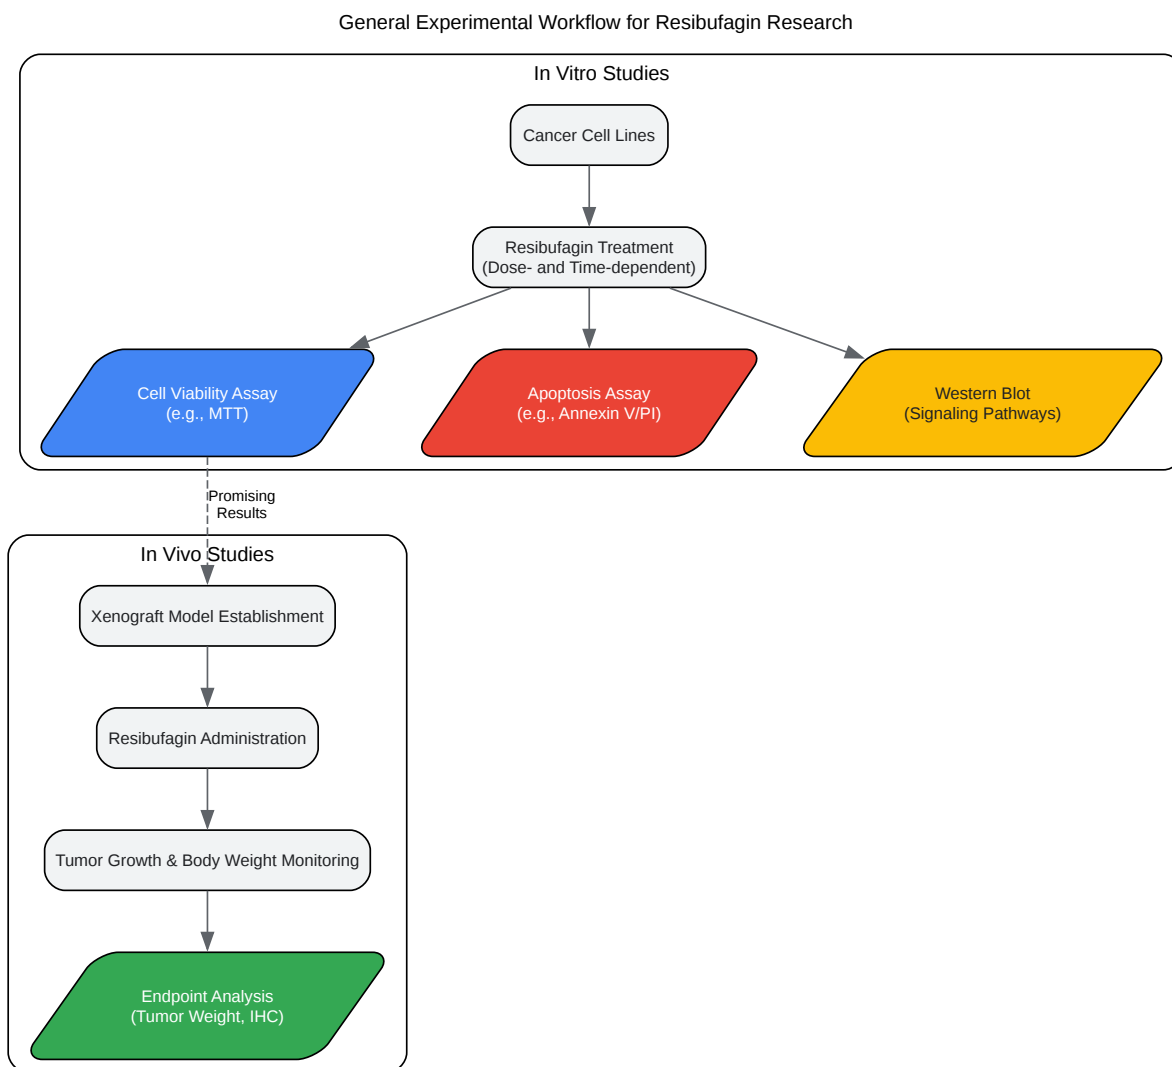 General Experimental Workflow for Resibufagin Research
In Vitro Studies
Cancer Cell Lines
Resibufagin Treatment
(Dose- and Time-dependent)
Cell Viability Assay
(e.g., MTT)
Apoptosis Assay
(e.g., Annexin V/PI)
Western Blot
(Signaling Pathways)
Promising
Results
In Vivo Studies
Xenograft Model Establishment
Resibufagin Administration
Tumor Growth & Body Weight Monitoring
Endpoint Analysis
(Tumor Weight, IHC)